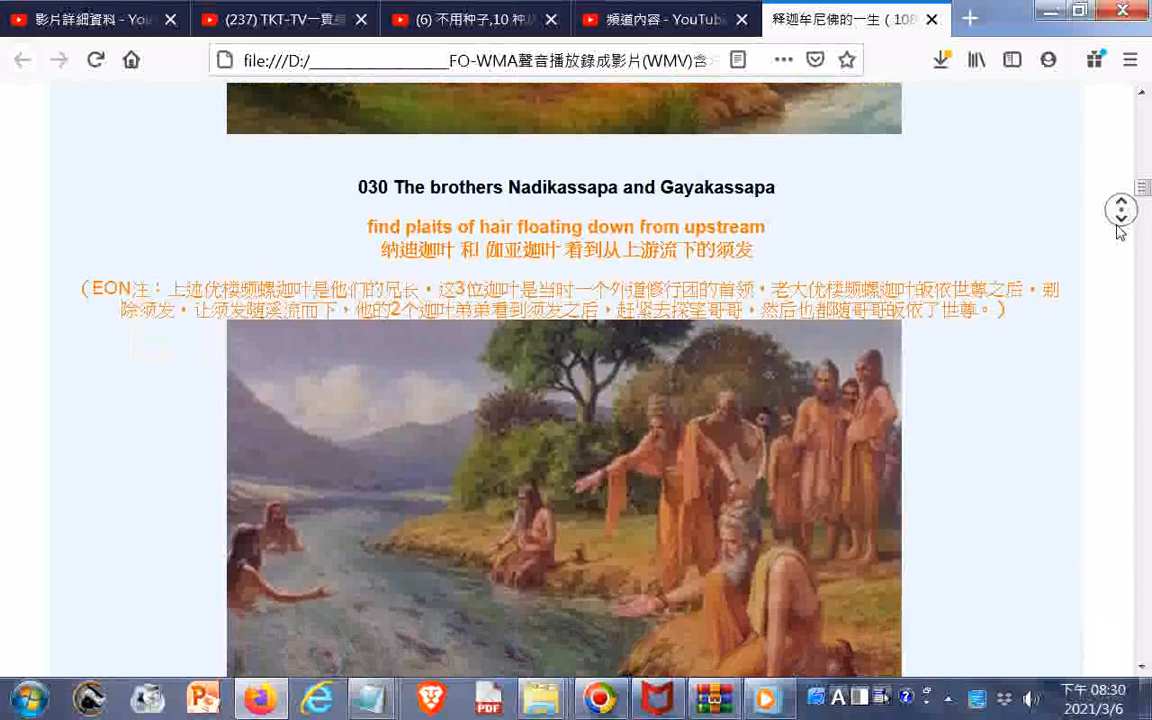 影片詳細資料 - You
(237) TKT-TV一貫
(6) 不用种子,10 种
頻道內容 - YouTube
释迦牟尼佛的一生 ( 108
file:///D:/_________________FO-WMA聲音播放錄成影片(WMV)含
030 The brothers Nadikassapa and Gayakassapa
find plaits of hair floating down from upstream
纳迪迦叶 和 伽亚迦叶 看到从上游流下的须发
（EON注：上述优楼频螺迦叶是他们的兄长，这3位迦叶是当时一个外道修行团的首领，老大优楼频螺迦叶皈依世尊之后，剃
除须发，让须发随溪流而下，他的2个迦叶弟弟看到须发之后，赶紧去探望哥哥，然后也都随哥哥皈依了世尊。）
PDF
A
下午 08:30
2021/3/6